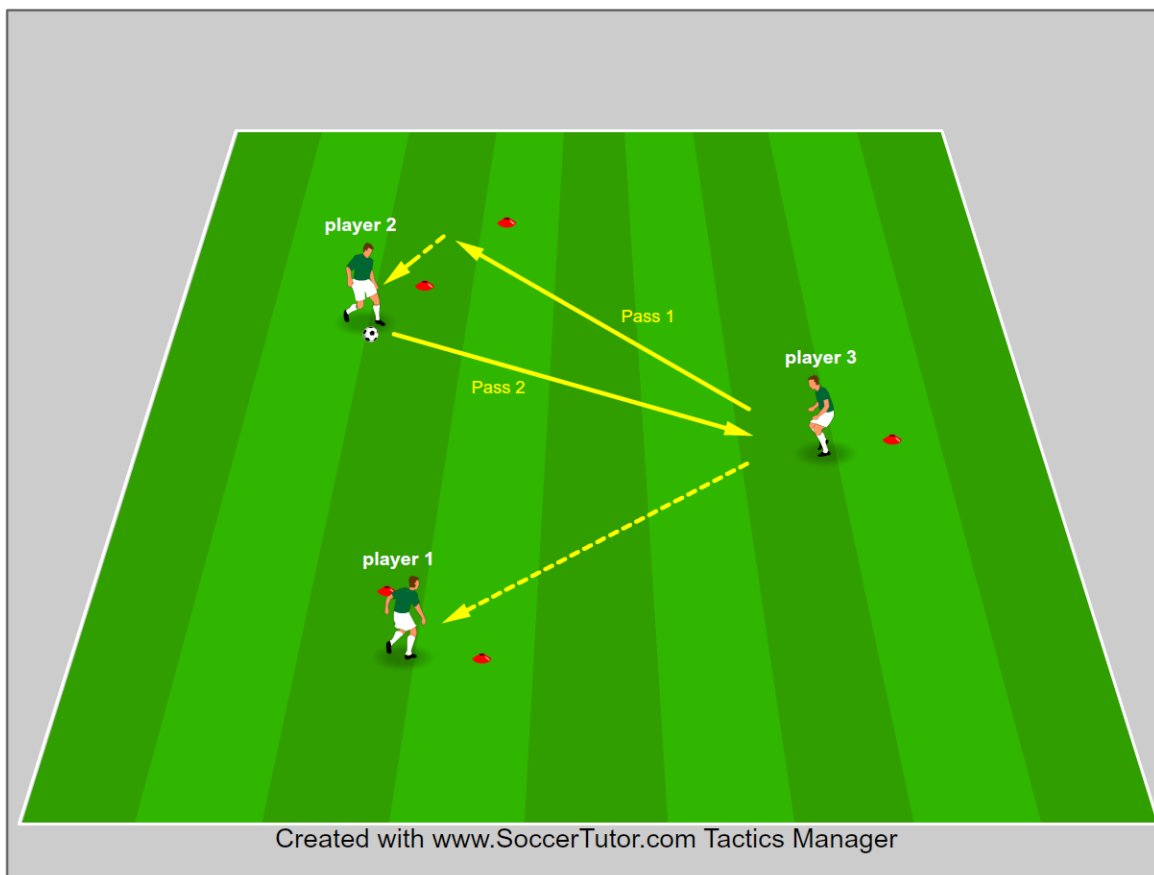 player 2
Pass 1
player 3
Pass 2
player 1
Created with www.SoccerTutor.com Tactics Manager